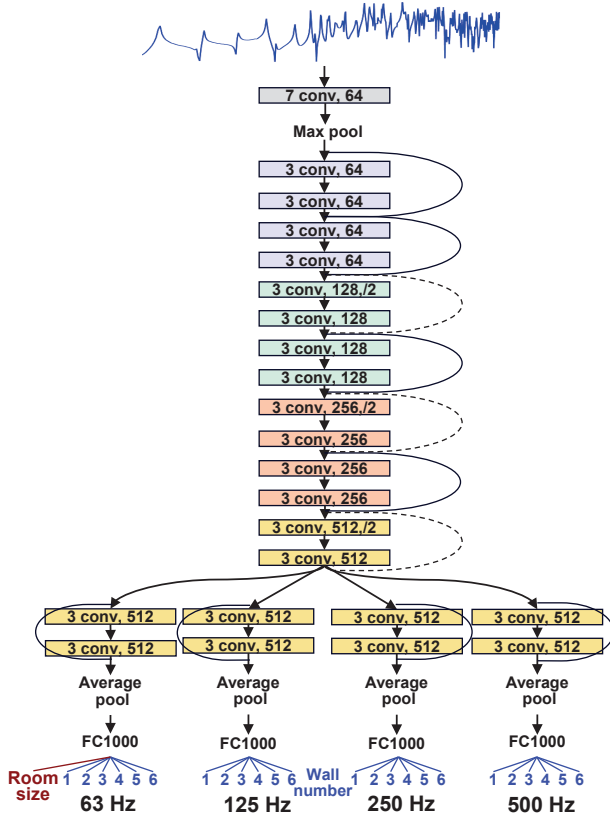 7 conv, 64
Max pool
3 conv, 64
3 conv, 64
3 conv, 64
3 conv, 64
3 conv, 128,/2
3 conv, 128
3 conv, 128
3 conv, 128
3 conv, 256,/2
3 conv, 256
3 conv, 256
3 conv, 256
3 conv, 512,/2
3 conv, 512
3 conv, 512 3 conv, 512 3 conv, 512 3 conv, 512
3 conv, 512 3 conv, 512 3 conv, 512 3 conv, 512
Average Average Average Average
pool pool pool pool
FC1000 FC1000 FC1000 FC1000
Room Wall
size 1 2 3 4 5 6 1 2 3 4 5 6 number 1 2 3 4 5 6 1 2 3 4 5 6
63 Hz 125 Hz 250 Hz 500 Hz